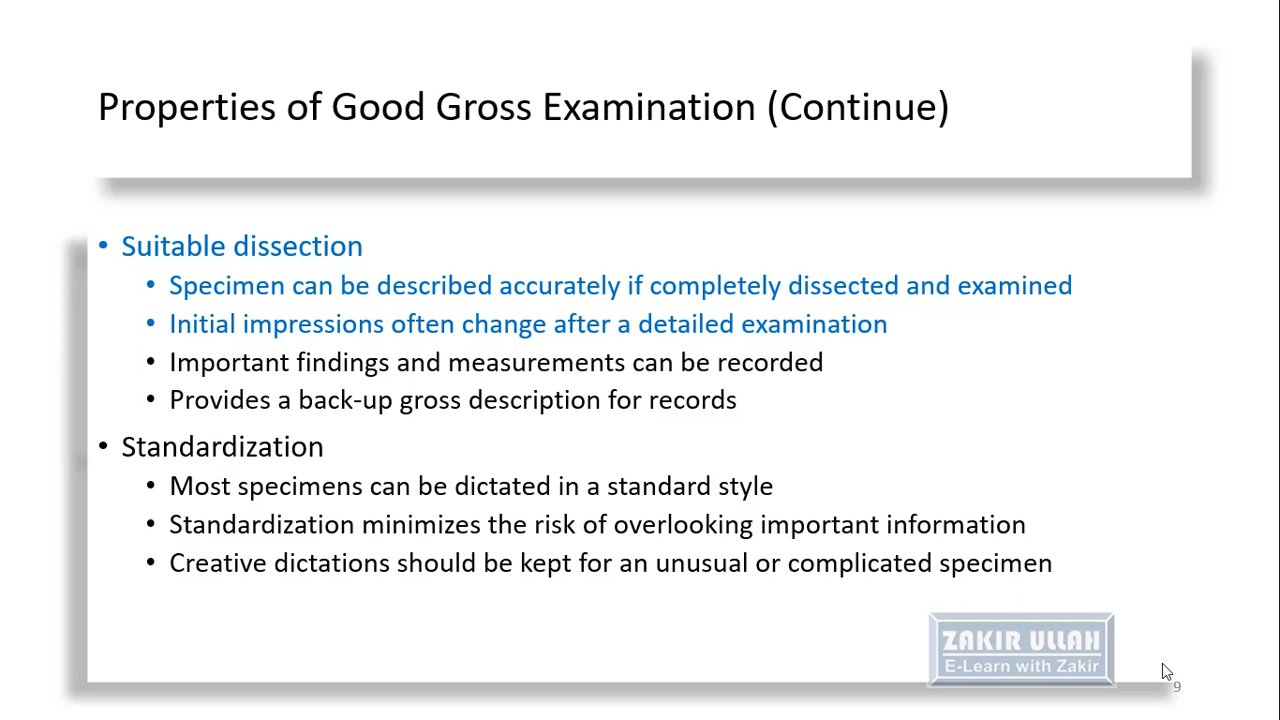 Properties of Good Gross Examination (Continue)
• Suitable dissection
• Specimen can be described accurately if completely dissected and examined
• Initial impressions often change after a detailed examination
• Important findings and measurements can be recorded
• Provides a back-up gross description for records
• Standardization
• Most specimens can be dictated in a standard style
• Standardization minimizes the risk of overlooking important information
• Creative dictations should be kept for an unusual or complicated specimen
ZAKIR ULLAH
E-Learn with Zakir
9